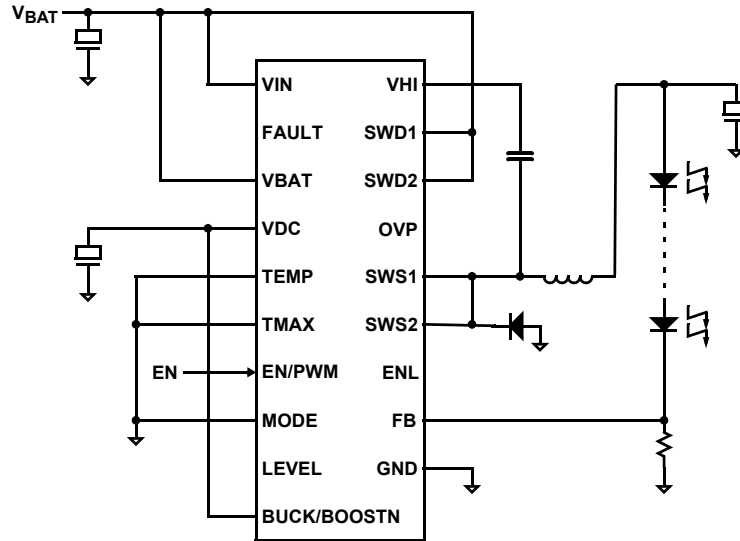 VBAT
VIN VHI
FAULT SWD1
VBAT SWD2
VDC OVP
TEMP SWS1
TMAX SWS2
EN EN/PWM ENL
MODE FB
LEVEL GND
BUCK/BOOSTN